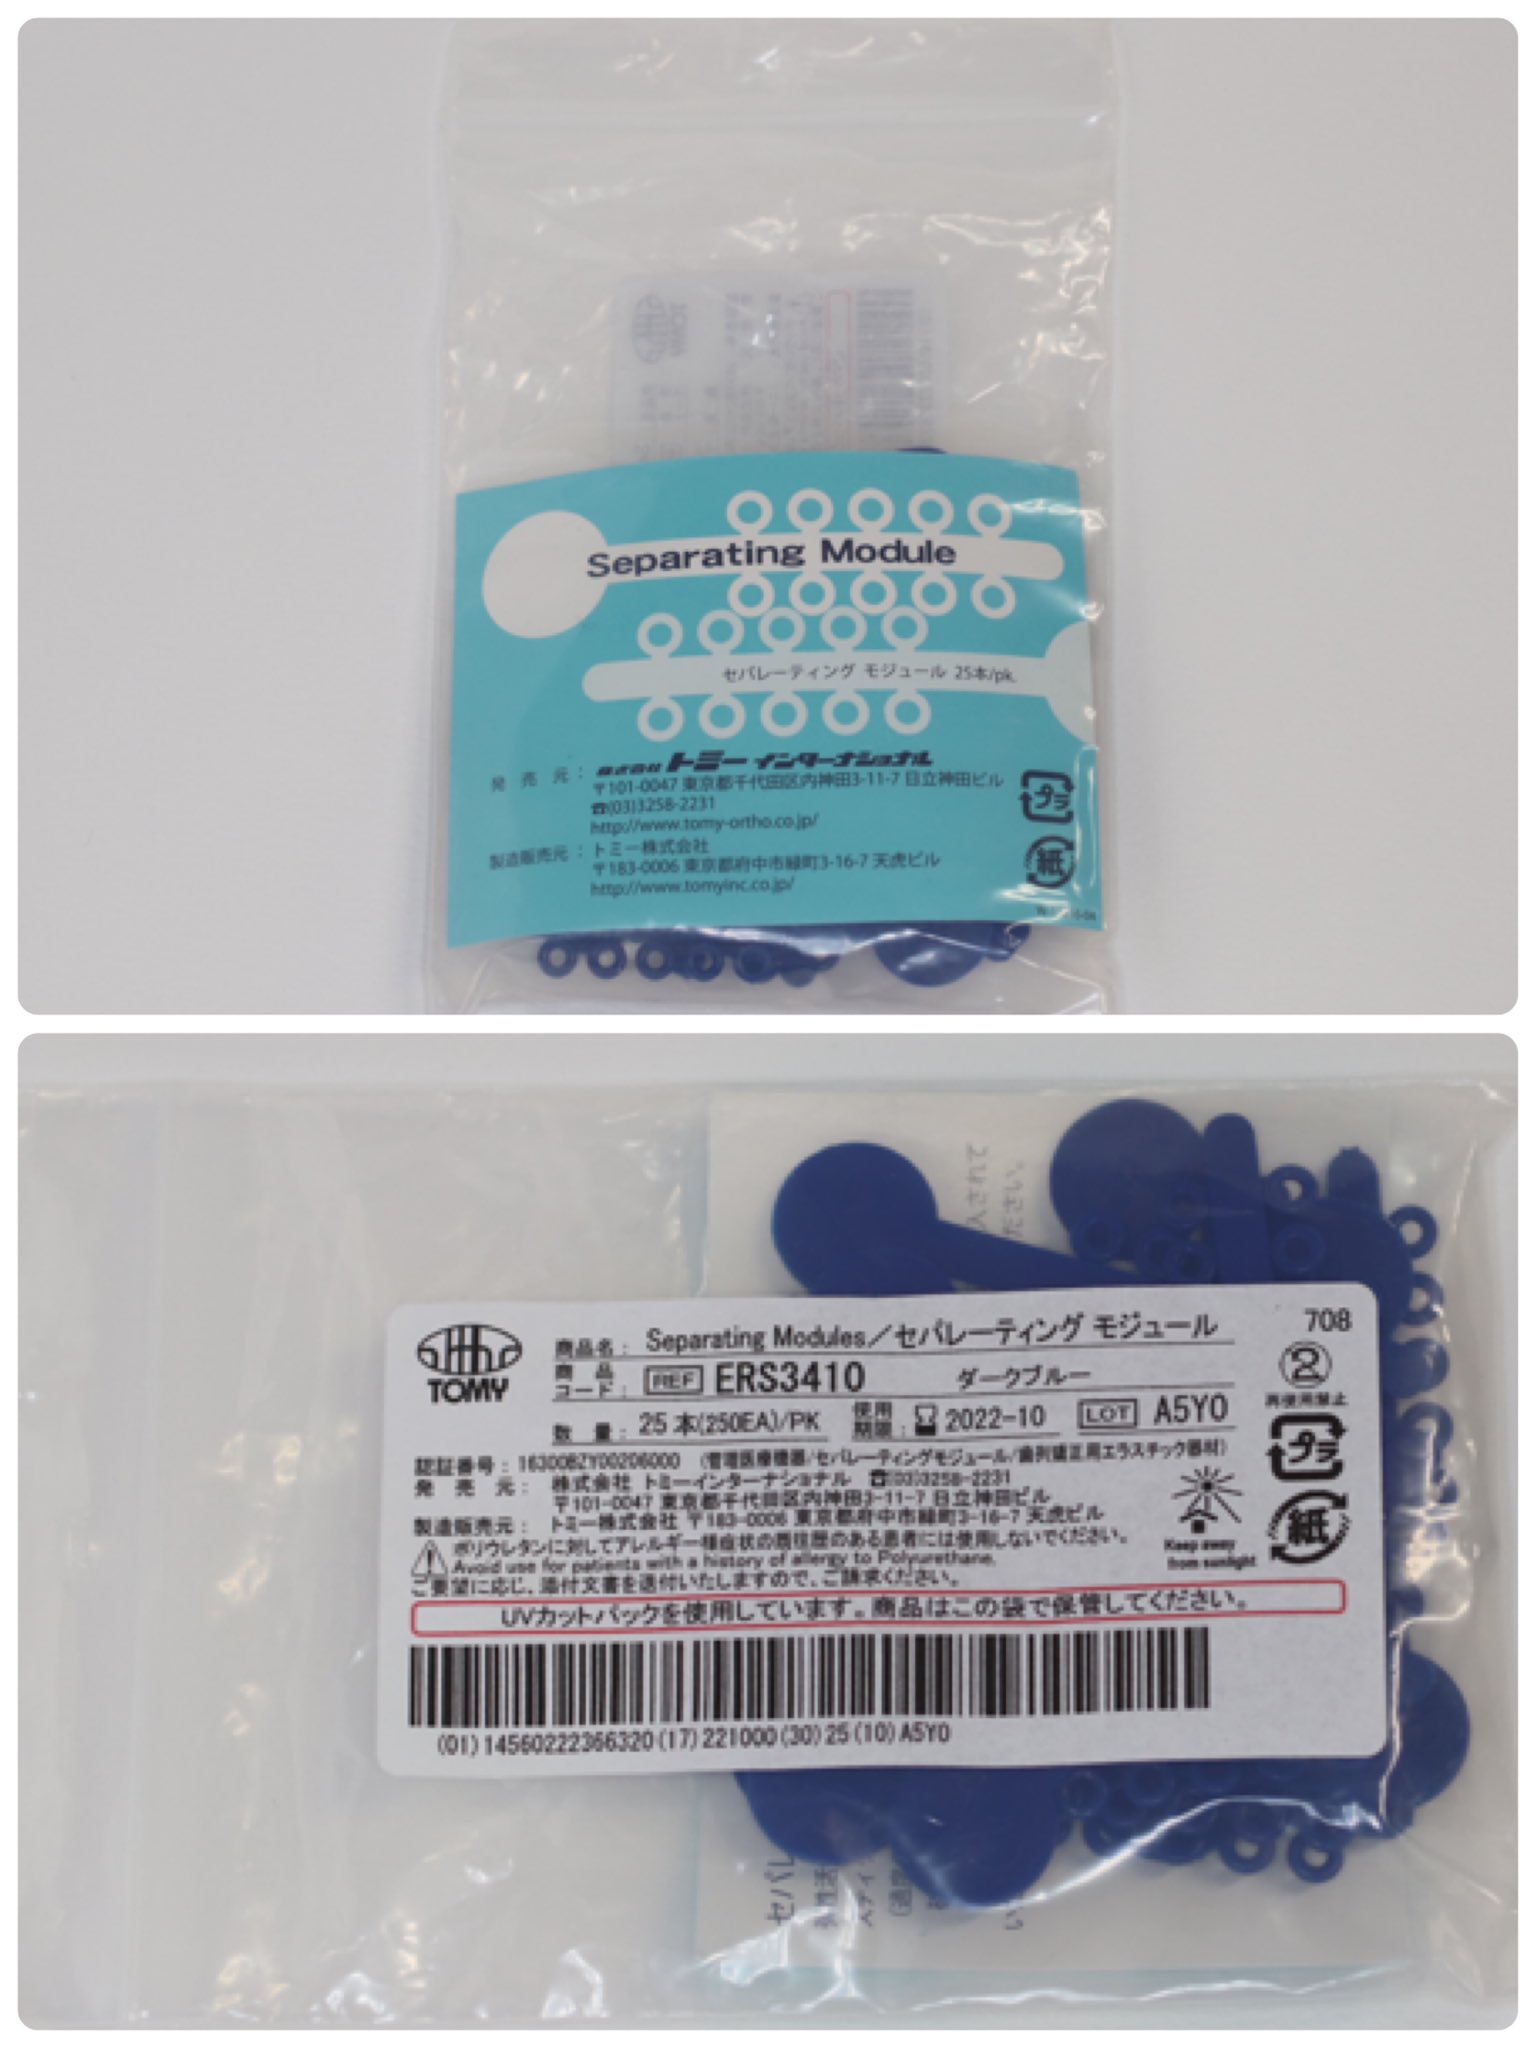 Separating Module
セパレーティング モジュール 25本/pk.
発 売 元 : 株式会社 トミーインターナショナル
〒101-0047 東京都千代田区内神田3-11-7 日立神田ビル
☎(03)3258-2231
http://www.tomy-ortho.co.jp/
製造販売元 : トミー株式会社
〒183-0006 東京都府中市緑町3-16-7 天虎ビル
http://www.tomyinc.co.jp/
プラ
紙
TOMY
商品名 : Separating Modules/セパレーティング モジュール
708
商品コード : REF ERS3410 ダークブルー
数 量 : 25 本(250EA)/PK 使用期限 : 2022-10 LOT A5Y0
再使用禁止
プラ
認証番号 : 16300BZY00206000 (管理医療機器/セパレーティングモジュール/歯列矯正用エラスチック器材)
発 売 元 : 株式会社 トミーインターナショナル ☎(03)3258-2231
〒101-0047 東京都千代田区内神田3-11-7 日立神田ビル
製造販売元 : トミー株式会社 〒183-0006 東京都府中市緑町3-16-7 天虎ビル
紙
Keep away
from sunlight
ポリウレタンに対してアレルギー様症状の既往歴のある患者には使用しないでください。
Avoid use for patients with a history of allergy to Polyurethane.
ご要望に応じ、添付文書を送付いたしますので、ご請求ください。
UVカットパックを使用しています。商品はこの袋で保管してください。
(01)14560222366320(17)221000(30)25(10)A5Y0